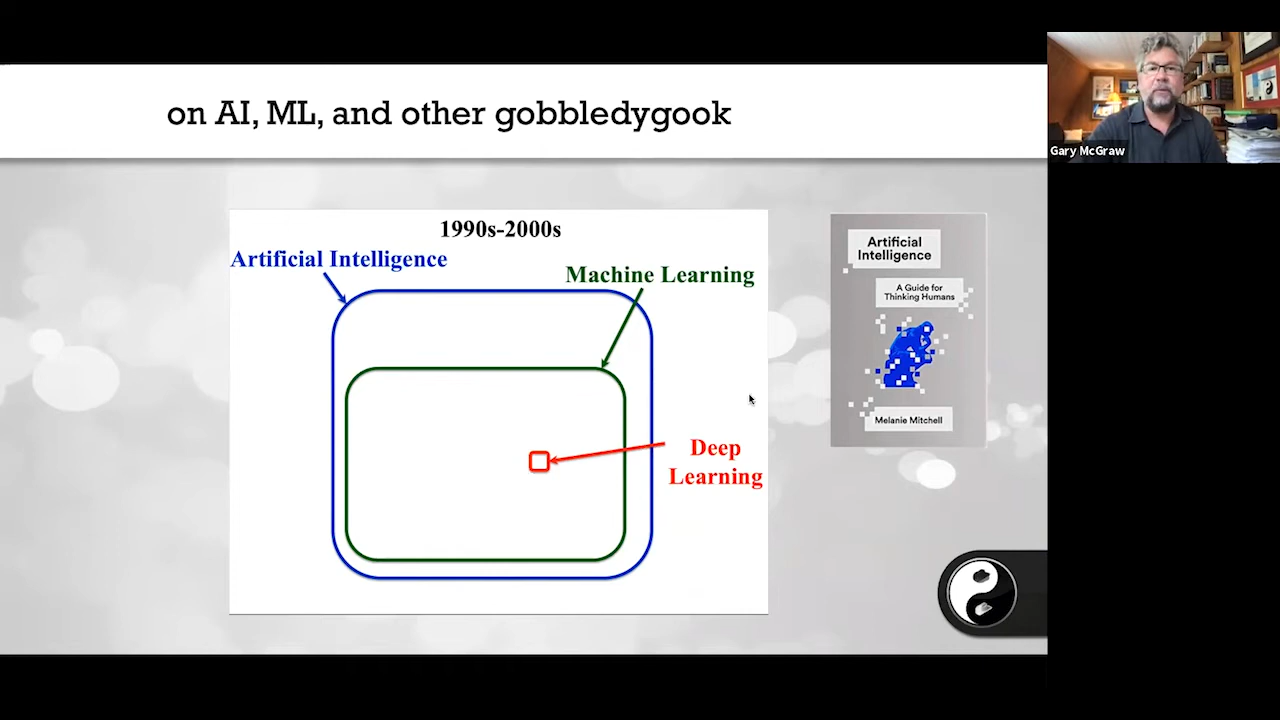 on AI, ML, and other gobbledygook
Gary McGraw
1990s-2000s
Artificial Intelligence
Machine Learning
Deep
Learning
Artificial
Intelligence
A Guide for
Thinking Humans
Melanie Mitchell